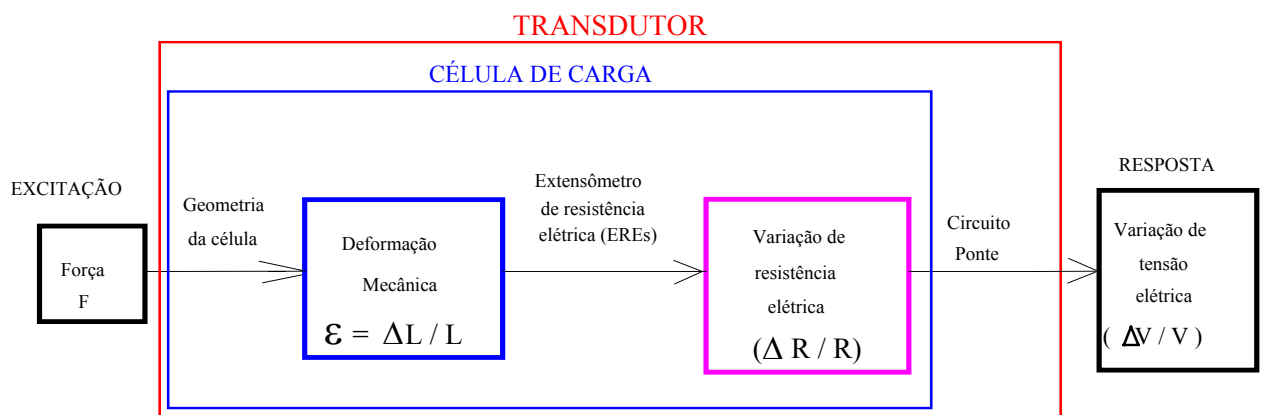 TRANSDUTOR
CÉLULA DE CARGA
EXCITAÇÃO
Força
F
Geometria
da célula
Deformação
Mecânica
ε = ΔL / L
Extensômetro
de resistência
elétrica (EREs)
Variação de
resistência
elétrica
(Δ R / R)
Circuito
Ponte
RESPOSTA
Variação de
tensão
elétrica
( ΔV / V )